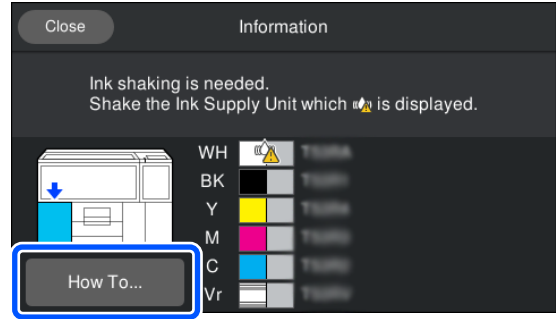 Close
Information
Ink shaking is needed.
Shake the Ink Supply Unit which is displayed.
WH
BK
Y
M
C
Vr
How To...